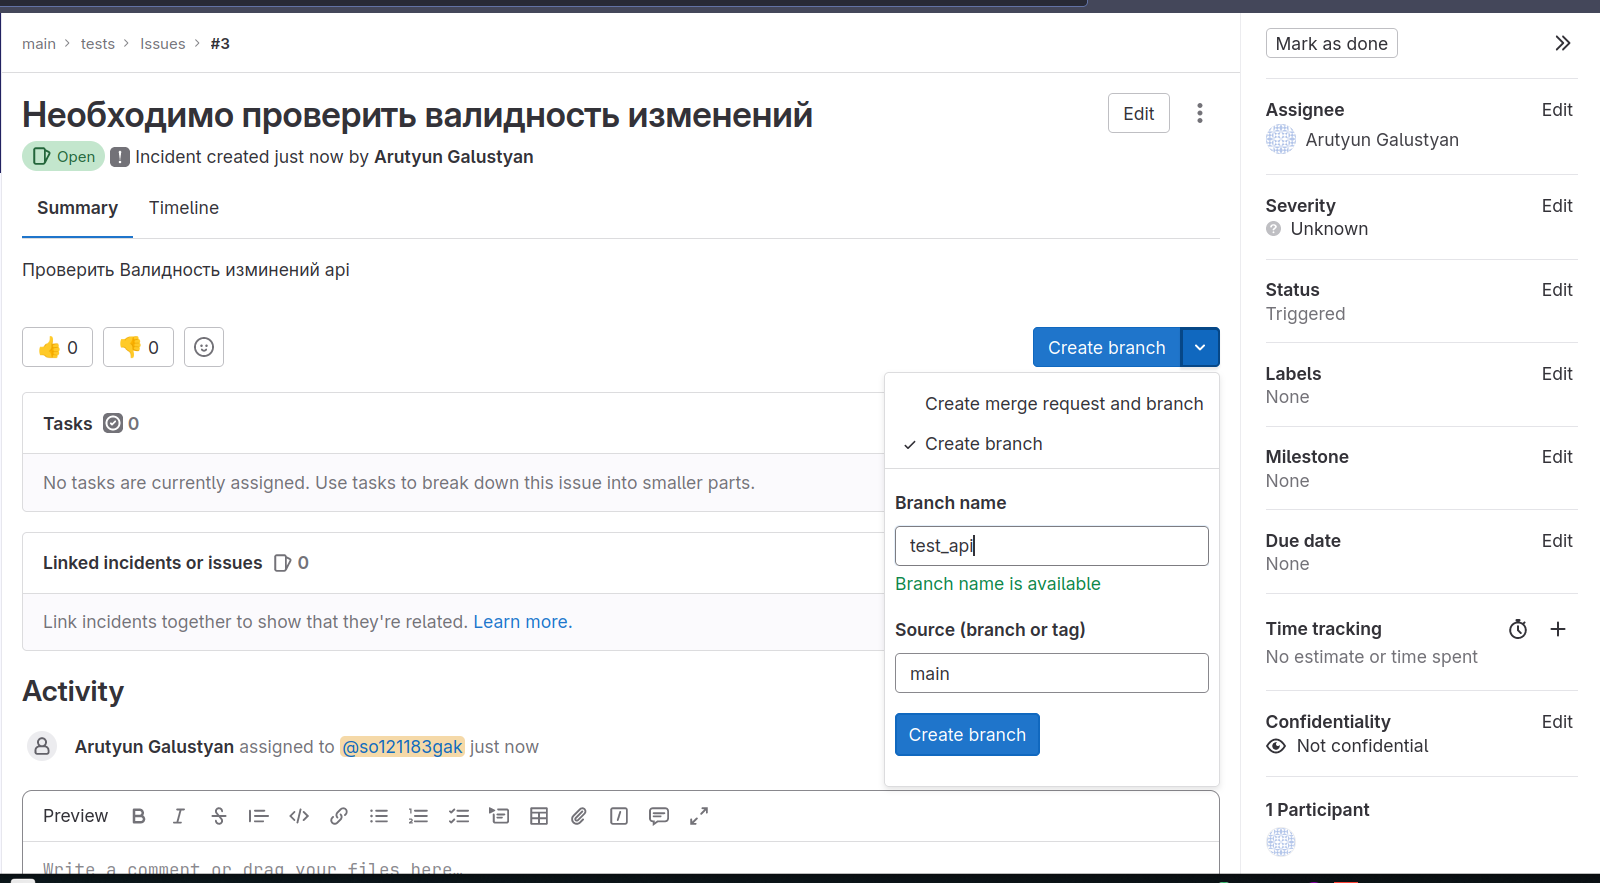 main > tests > Issues > #3
Необходимо проверить валидность изменений
Edit
Open Incident created just now by Arutyun Galustyan
Summary Timeline
Проверить Валидность изминений api
0 0
Create branch
Create merge request and branch
Create branch
Branch name
test_api
Branch name is available
Source (branch or tag)
main
Create branch
Tasks 0
No tasks are currently assigned. Use tasks to break down this issue into smaller parts.
Linked incidents or issues 0
Link incidents together to show that they're related. Learn more.
Activity
Arutyun Galustyan assigned to @so121183gak just now
Preview
Write a comment or drag your files here…
Mark as done
Assignee Edit
Arutyun Galustyan
Severity Edit
Unknown
Status Edit
Triggered
Labels Edit
None
Milestone Edit
None
Due date Edit
None
Time tracking
No estimate or time spent
Confidentiality Edit
Not confidential
1 Participant